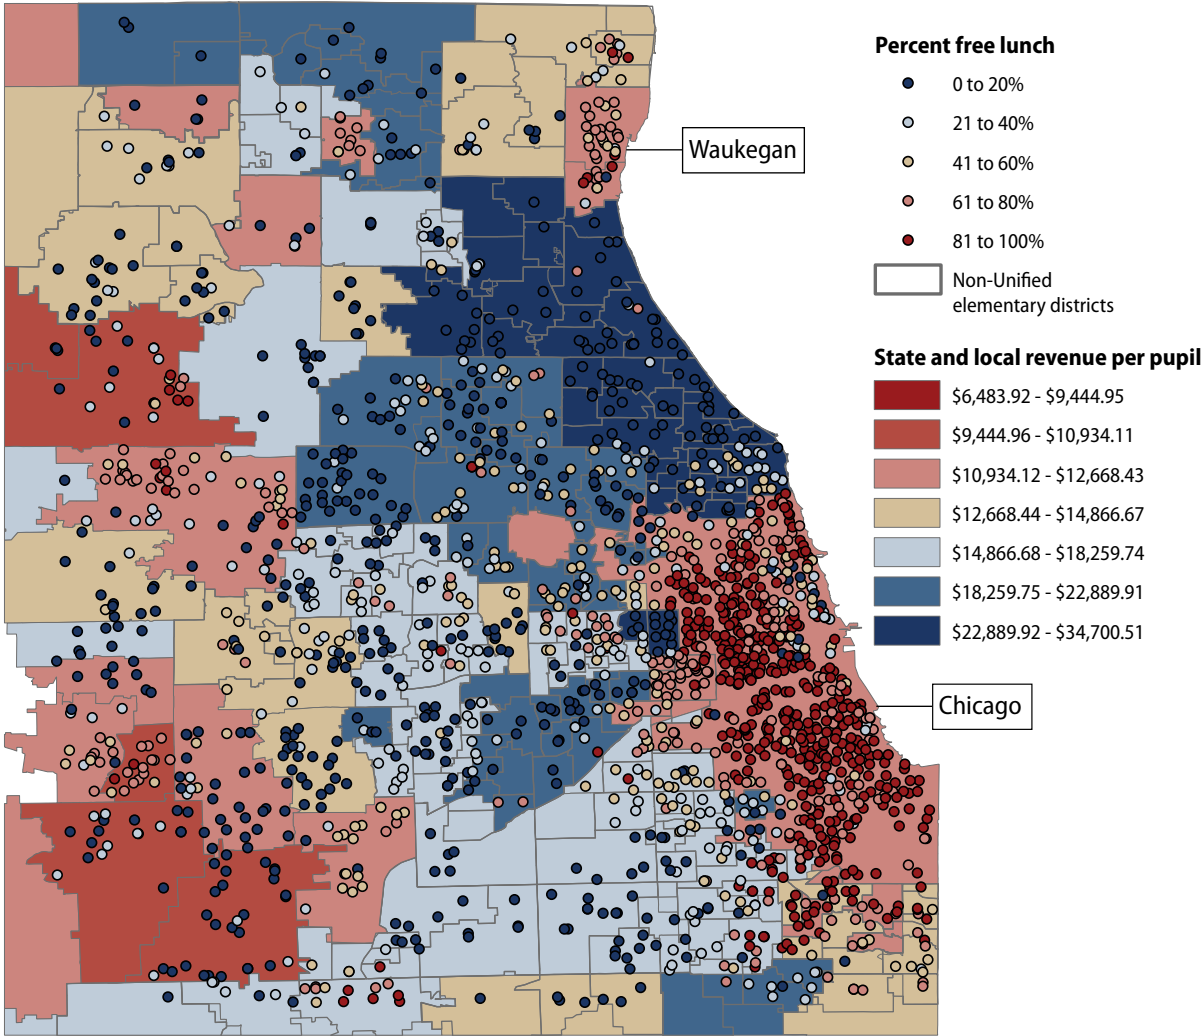 Percent free lunch
0 to 20%
21 to 40%
41 to 60%
61 to 80%
81 to 100%
Non-Unified
elementary districts
State and local revenue per pupil
$6,483.92 - $9,444.95
$9,444.96 - $10,934.11
$10,934.12 - $12,668.43
$12,668.44 - $14,866.67
$14,866.68 - $18,259.74
$18,259.75 - $22,889.91
$22,889.92 - $34,700.51
Waukegan
Chicago